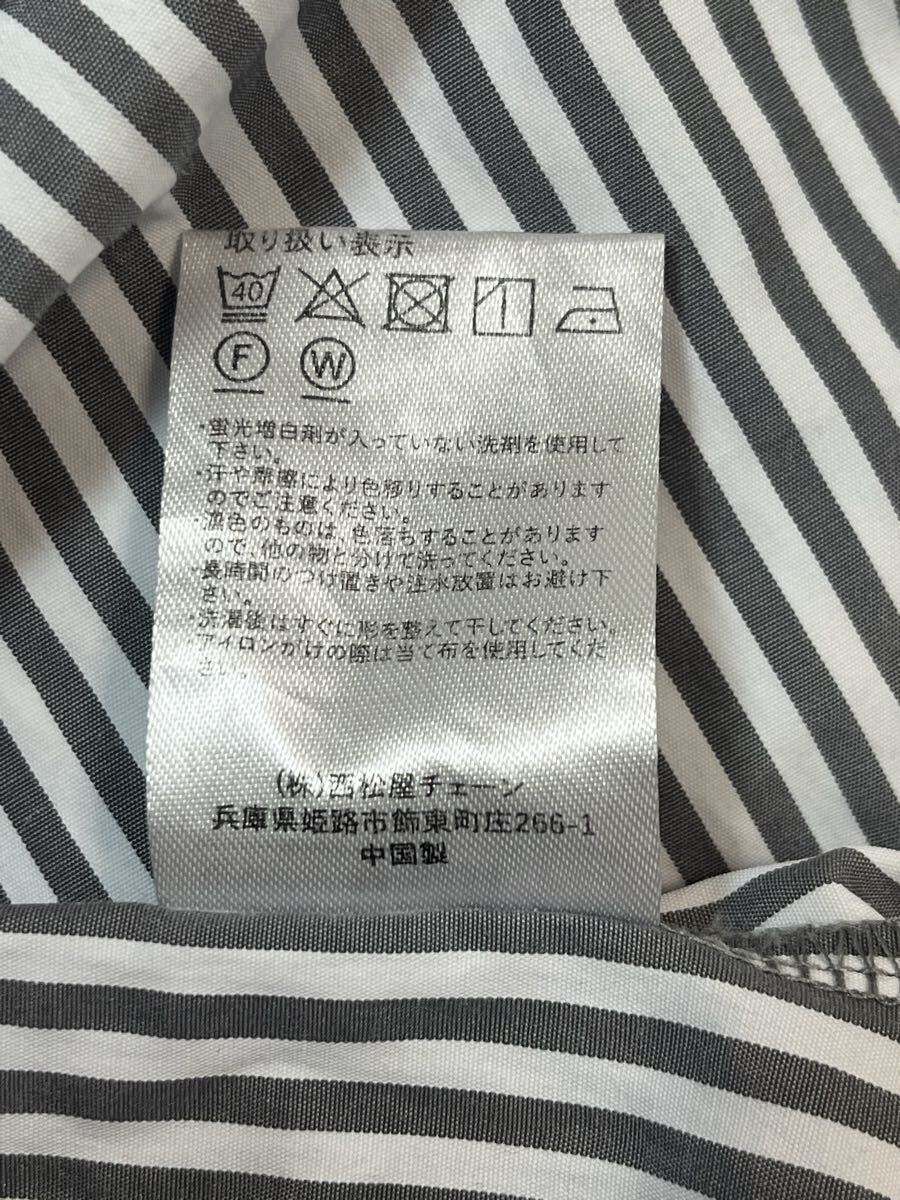 取り扱い表示
40
F W
・蛍光増白剤が入っていない洗剤を使用して
下さい。
・汗や摩擦により色移りすることがあります
のでご注意ください。
・濃色のものは、色落ちすることがあります
ので、他の物と分けて洗ってください。
・長時間のつけ置きや注水放置はお避け下
さい。
・洗濯後はすぐに形を整えて干してください。
・アイロンがけの際は当て布を使用してくだ
さい。
(株)西松屋チェーン
兵庫県姫路市飾東町庄266-1
中国製